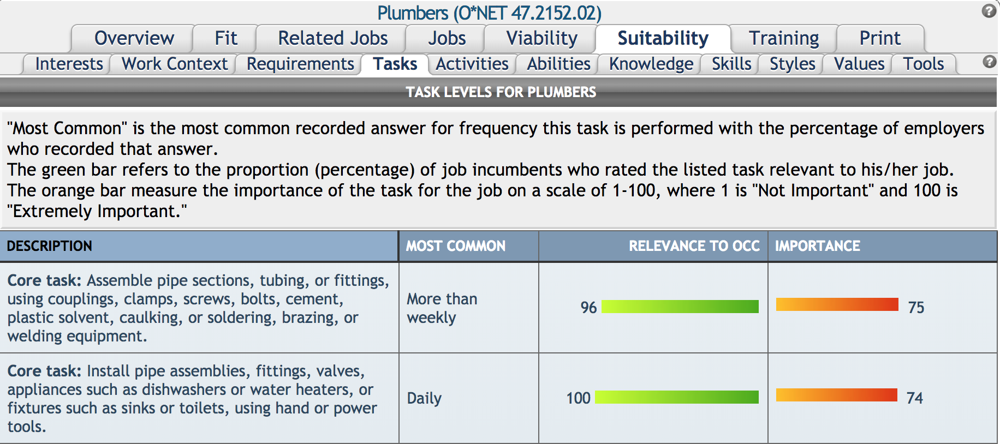 Plumbers (O*NET 47.2152.02)
?
Overview Fit Related Jobs Jobs Viability Suitability Training Print
Interests Work Context Requirements Tasks Activities Abilities Knowledge Skills Styles Values Tools ?
TASK LEVELS FOR PLUMBERS
"Most Common" is the most common recorded answer for frequency this task is performed with the percentage of employers
who recorded that answer.
The green bar refers to the proportion (percentage) of job incumbents who rated the listed task relevant to his/her job.
The orange bar measure the importance of the task for the job on a scale of 1-100, where 1 is "Not Important" and 100 is
"Extremely Important."
DESCRIPTION MOST COMMON RELEVANCE TO OCC IMPORTANCE
Core task: Assemble pipe sections, tubing, or fittings,
using couplings, clamps, screws, bolts, cement,
plastic solvent, caulking, or soldering, brazing, or
welding equipment.
More than
weekly
96
75
Core task: Install pipe assemblies, fittings, valves,
appliances such as dishwashers or water heaters, or
fixtures such as sinks or toilets, using hand or power
tools.
Daily
100
74